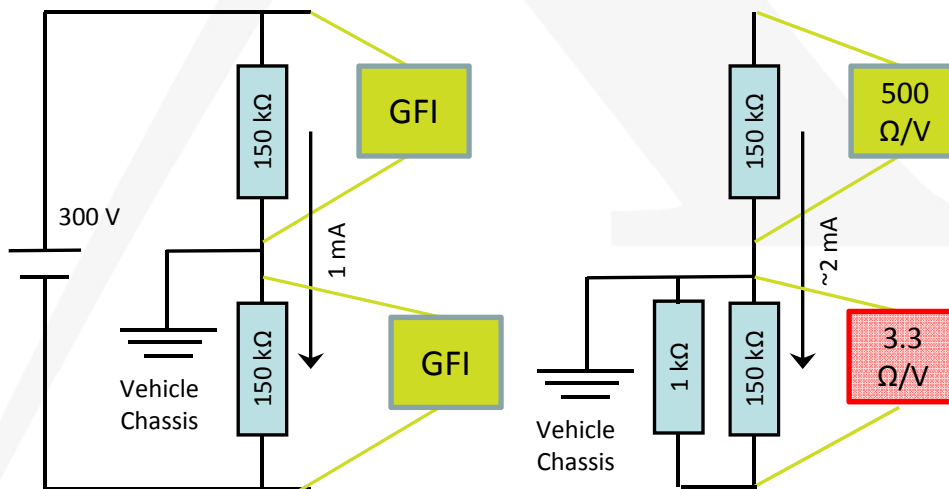 300 V
150 kΩ
GFI
1 mA
150 kΩ
GFI
Vehicle
Chassis
150 kΩ
500
Ω/V
~2 mA
1 kΩ
150 kΩ
3.3
Ω/V
Vehicle
Chassis